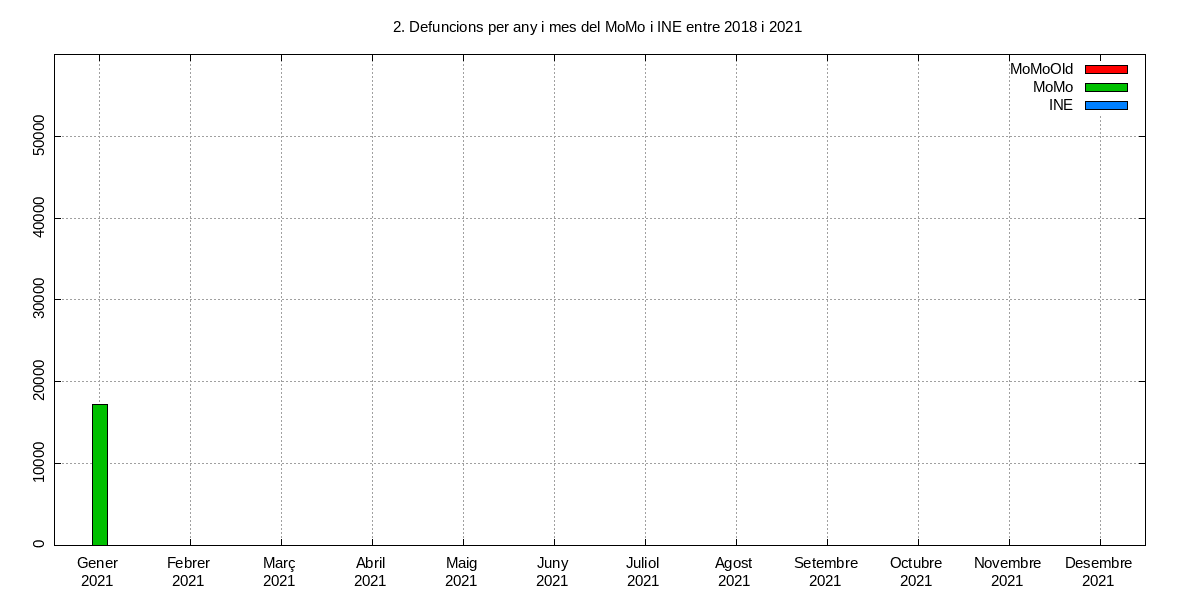 2. Defuncions per any i mes del MoMo i INE entre 2018 i 2021
MoMoOld
MoMo
INE
50000
40000
30000
20000
10000
0
Gener Febrer Març Abril Maig Juny Juliol Agost Setembre Octubre Novembre Desembre
2021 2021 2021 2021 2021 2021 2021 2021 2021 2021 2021 2021